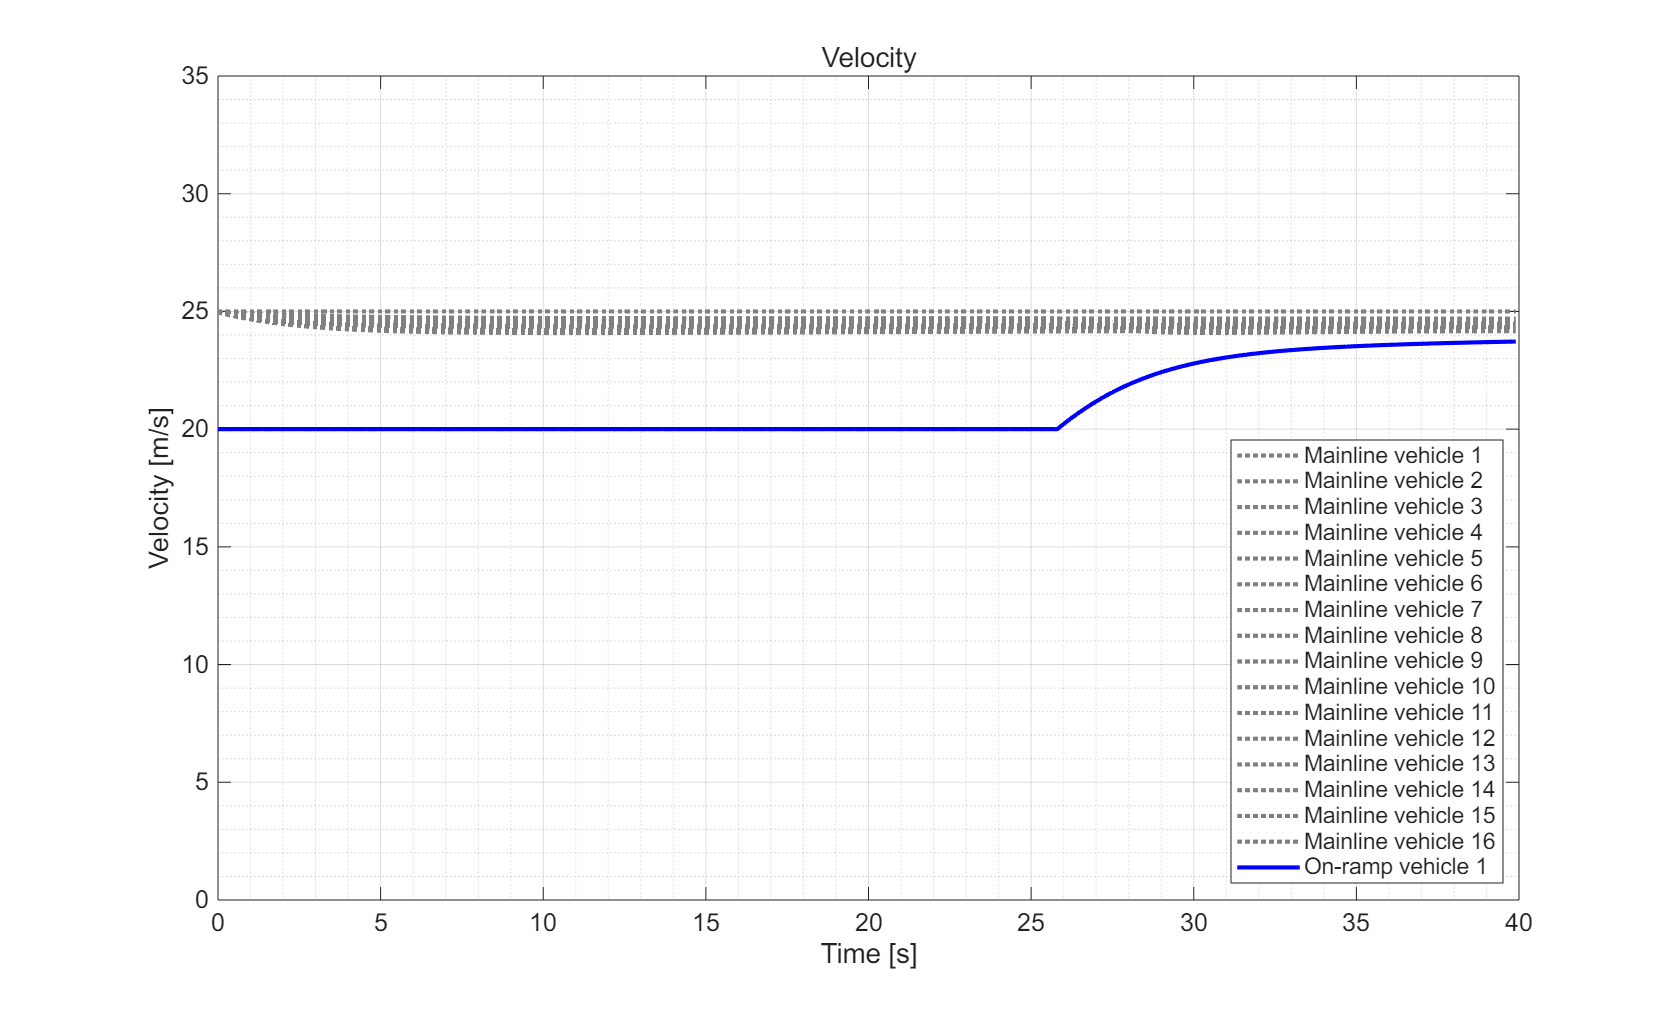 Velocity
35
30
25
20
15
10
5
0
Velocity [m/s]
0 5 10 15 20 25 30 35 40
Time [s]
Mainline vehicle 1
Mainline vehicle 2
Mainline vehicle 3
Mainline vehicle 4
Mainline vehicle 5
Mainline vehicle 6
Mainline vehicle 7
Mainline vehicle 8
Mainline vehicle 9
Mainline vehicle 10
Mainline vehicle 11
Mainline vehicle 12
Mainline vehicle 13
Mainline vehicle 14
Mainline vehicle 15
Mainline vehicle 16
On-ramp vehicle 1